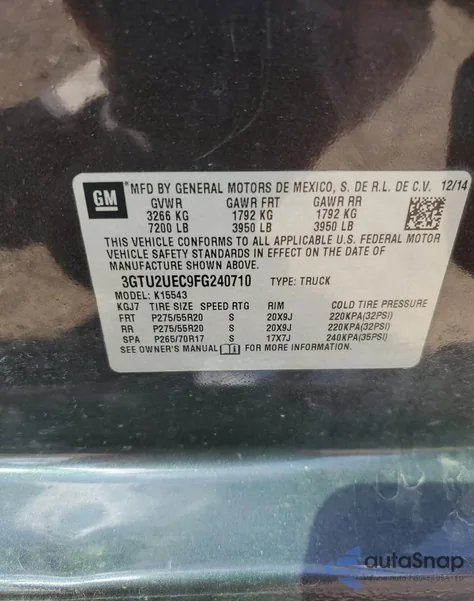 GM
MFD BY GENERAL MOTORS DE MEXICO, S. DE R.L. DE C.V. 12/14
GVWR GAWR FRT GAWR RR
3266 KG 1792 KG 1792 KG
7200 LB 3950 LB 3950 LB
THIS VEHICLE CONFORMS TO ALL APPLICABLE U.S. FEDERAL MOTOR
VEHICLE SAFETY STANDARDS IN EFFECT ON THE DATE OF
MANUFACTURE SHOWN ABOVE.
3GTU2UEC9FG240710 TYPE: TRUCK
MODEL: K15543
KGJ7 TIRE SIZE SPEED RTG RIM COLD TIRE PRESSURE
FRT P275/55R20 S 20X9J 220KPA(32PSI)
RR P275/55R20 S 20X9J 220KPA(32PSI)
SPA P265/70R17 S 17X7J 240KPA(35PSI)
SEE OWNER'S MANUAL FOR MORE INFORMATION
autoSnap